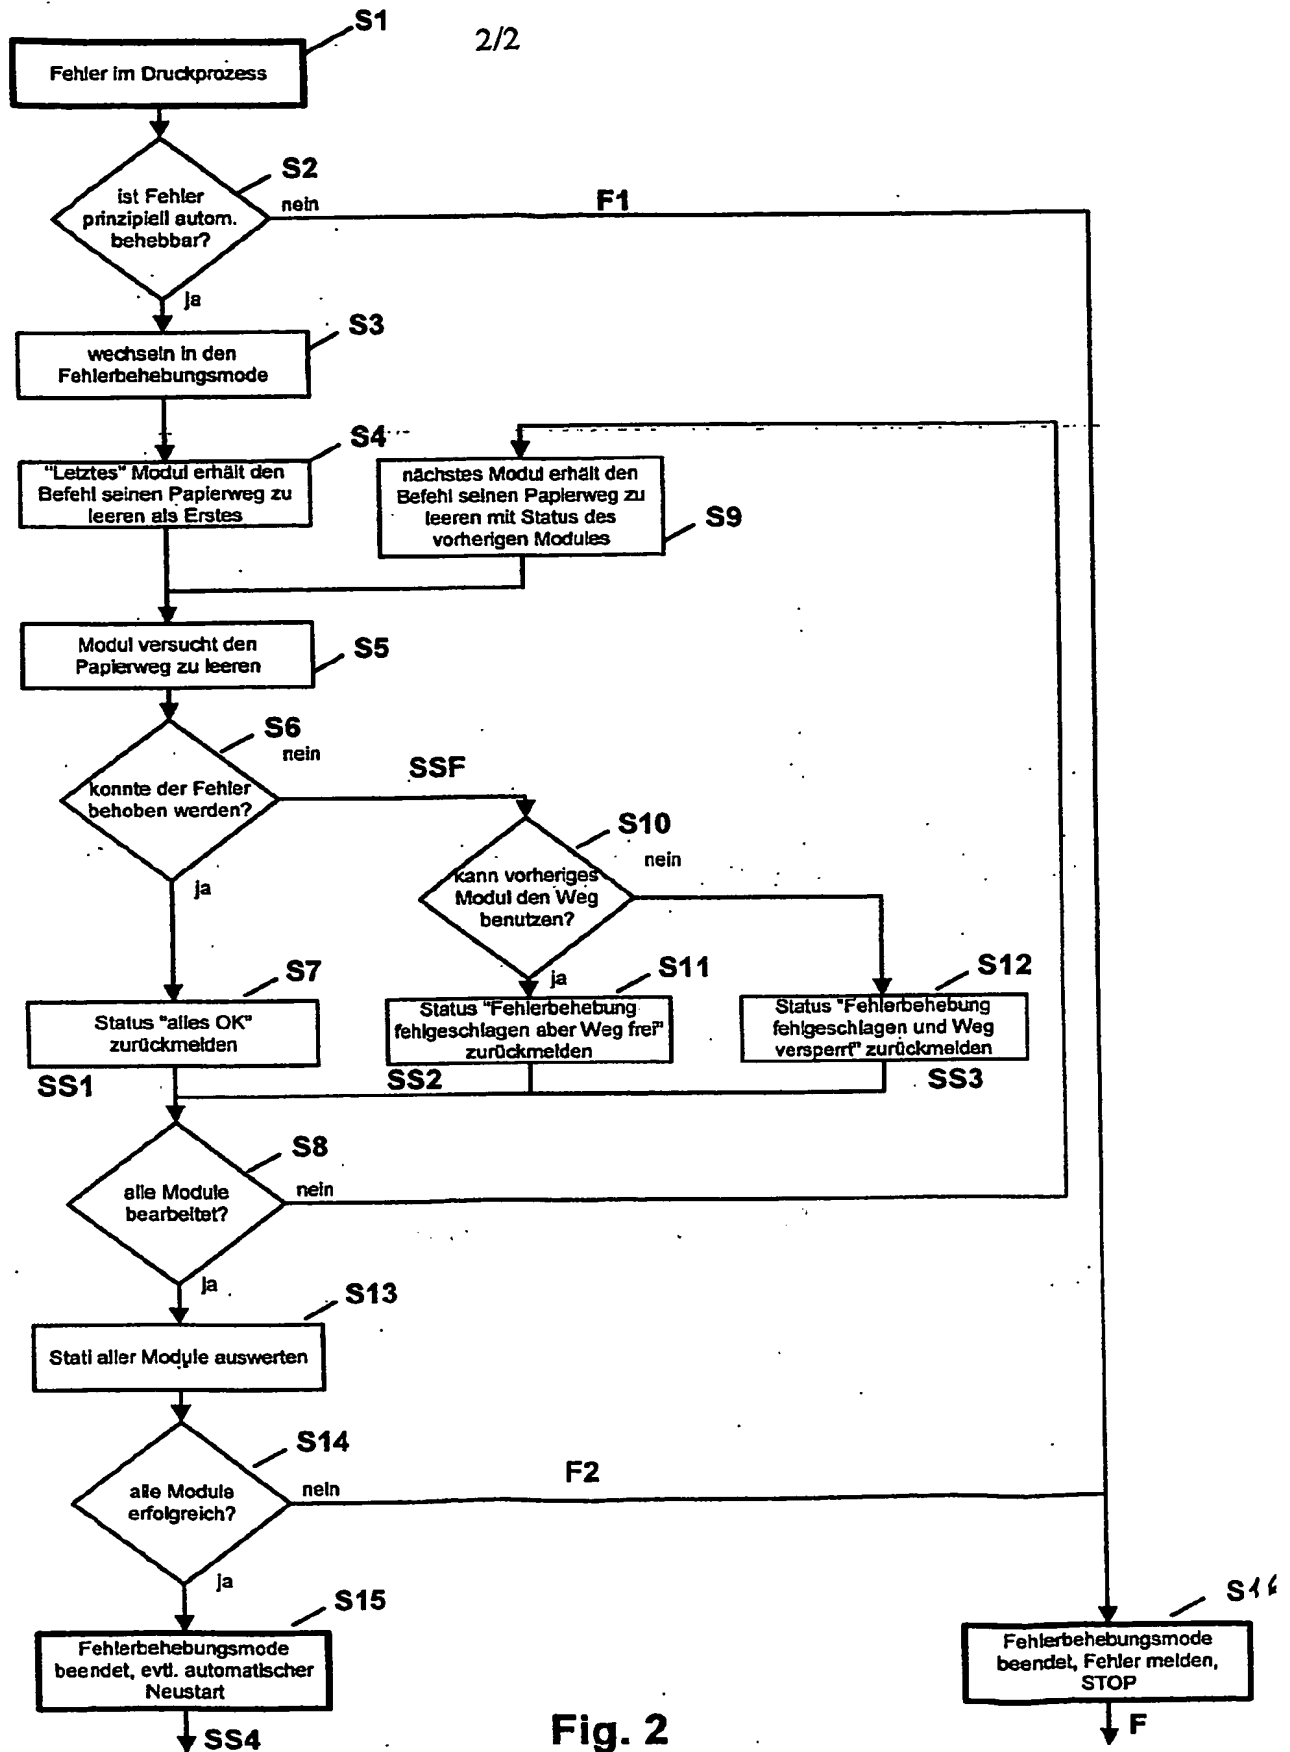 S1
2/2
Fehler im Druckprozess
S2
ist Fehler
prinzipiell autom.
behebbar?
nein
F1
ja
S3
wechseln in den
Fehlerbehebungsmode
S4
"Letztes" Modul erhält den
Befehl seinen Papierweg zu
leeren als Erstes
nächstes Modul erhält den
Befehl seinen Papierweg zu
leeren mit Status des
vorherigen Modules
S9
Modul versucht den
Papierweg zu leeren
S5
S6
nein
konnte der Fehler
behoben werden?
SSF
ja
S10
nein
kann vorheriges
Modul den Weg
benutzen?
ja
S7
Status "alles OK"
zurückmelden
SS1
S11
Status "Fehlerbehebung
fehlgeschlagen aber Weg frei"
zurückmelden
SS2
S12
Status "Fehlerbehebung
fehlgeschlagen und Weg
versperrt" zurückmelden
SS3
S8
alle Module
bearbeitet?
nein
ja
S13
Stati aller Module auswerten
S14
alle Module
erfolgreich?
nein
F2
ja
S15
Fehlerbehebungsmode
beendet, evtl. automatischer
Neustart
SS4
S16
Fehlerbehebungsmode
beendet, Fehler melden,
STOP
F
Fig. 2